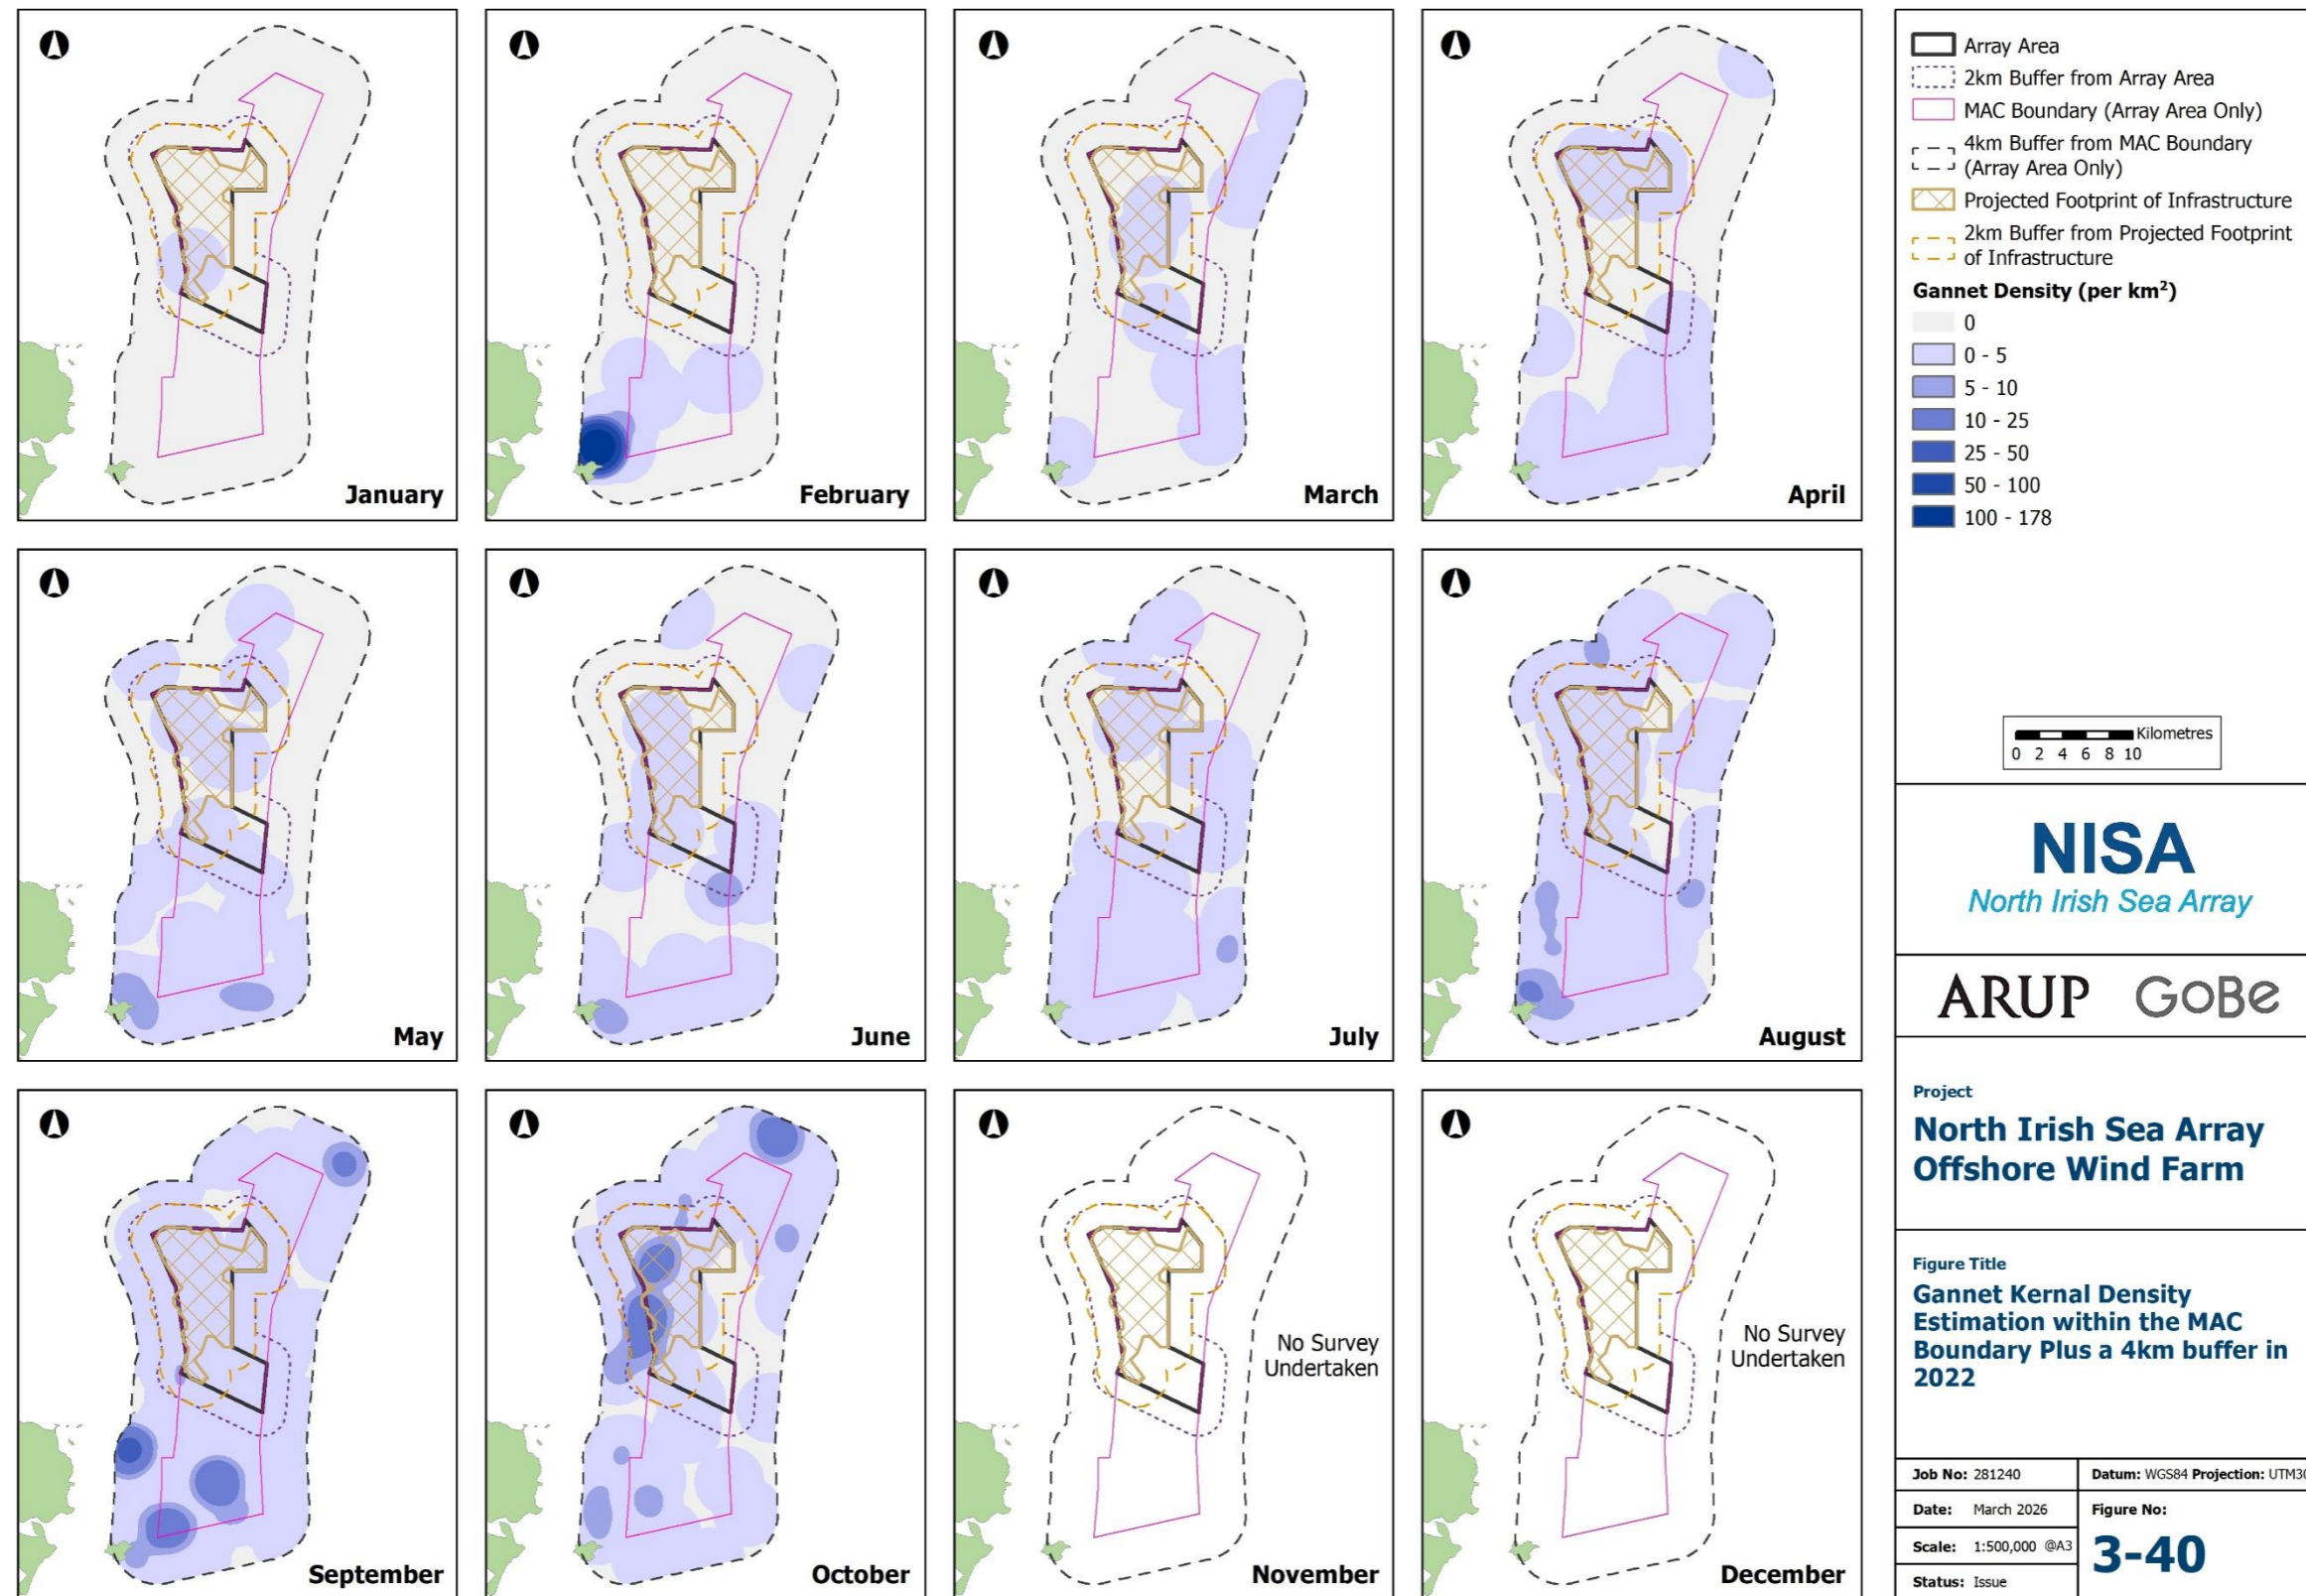 January
February
March
April
May
June
July
August
September
October
No Survey
Undertaken
November
No Survey
Undertaken
December
Array Area
2km Buffer from Array Area
MAC Boundary (Array Area Only)
4km Buffer from MAC Boundary
(Array Area Only)
Projected Footprint of Infrastructure
2km Buffer from Projected Footprint
of Infrastructure
Gannet Density (per km²)
0
0 - 5
5 - 10
10 - 25
25 - 50
50 - 100
100 - 178
Kilometres
0 2 4 6 8 10
NISA
North Irish Sea Array
ARUP GoBe
Project
North Irish Sea Array
Offshore Wind Farm
Figure Title
Gannet Kernal Density
Estimation within the MAC
Boundary Plus a 4km buffer in
2022
Job No: 281240
Datum: WGS84 Projection: UTM30
Date: March 2026
Figure No:
Scale: 1:500,000 @A3
3-40
Status: Issue